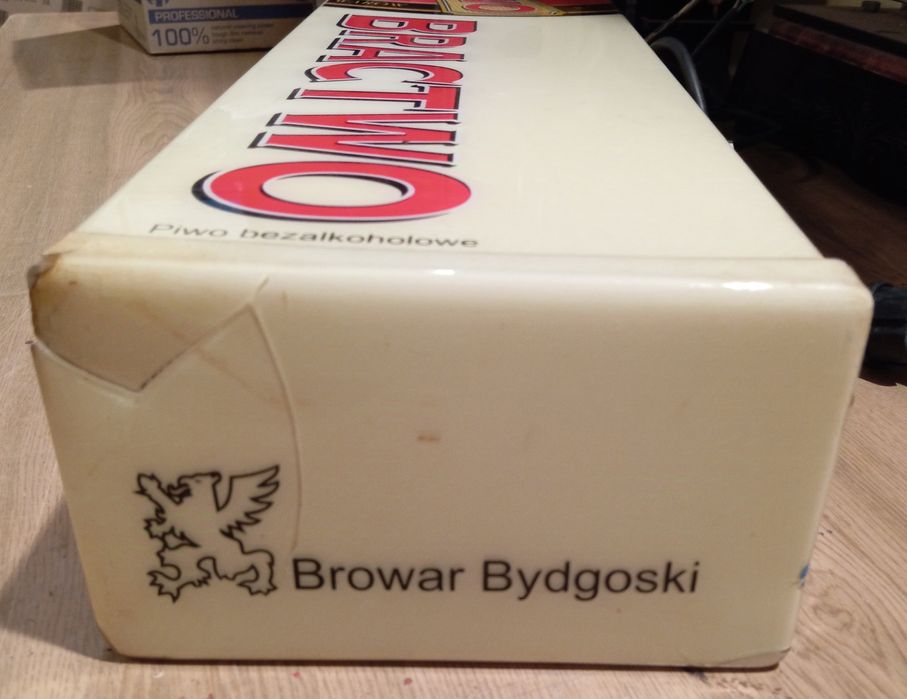 PROFESSIONAL
100%
BRACTWO
Piwo bezalkoholowe
Browar Bydgoski